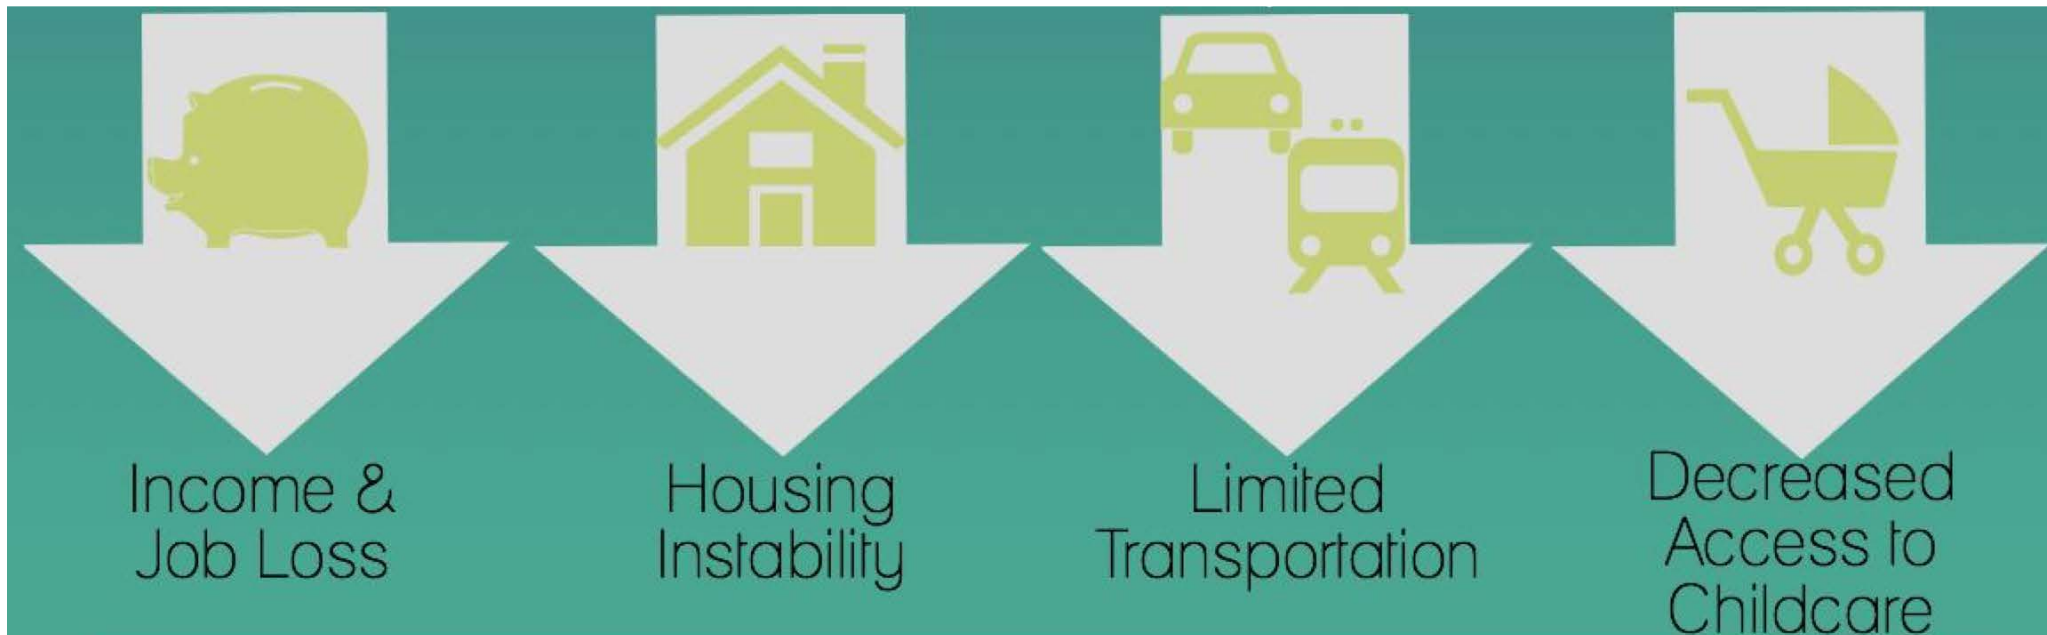 Income &
Job Loss
Housing
Instability
Limited
Transportation
Decreased
Access to
Childcare